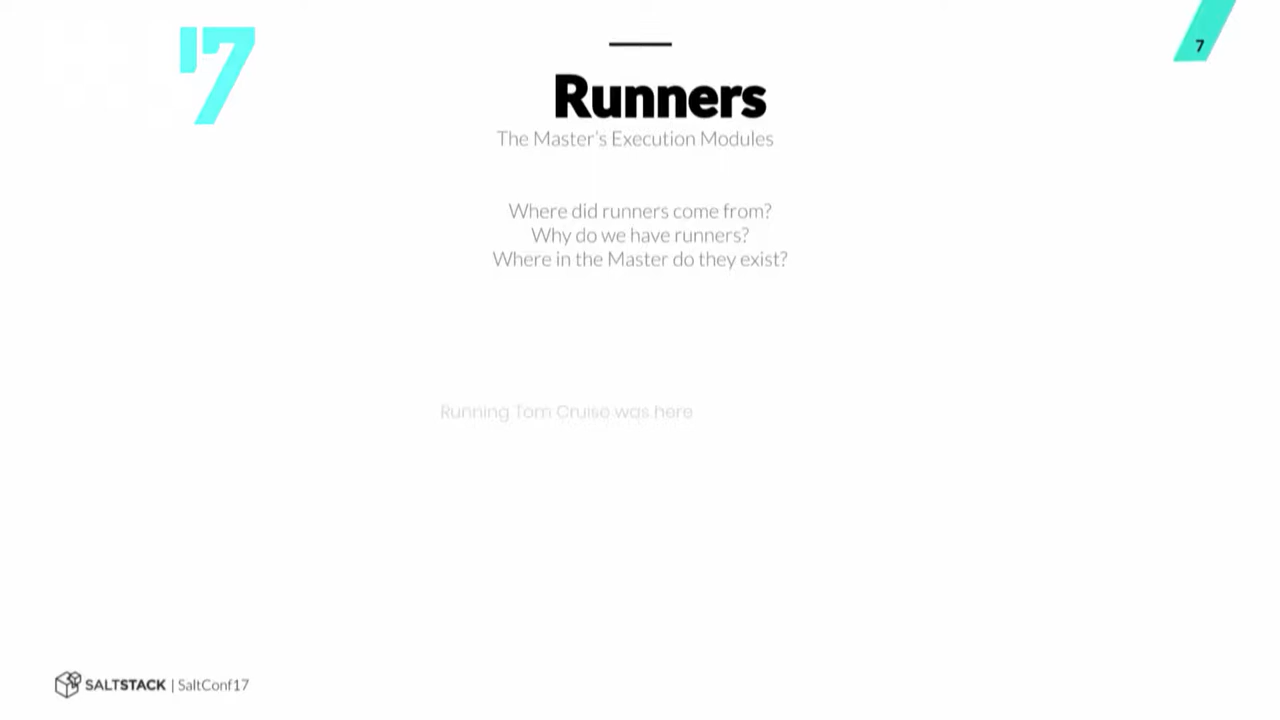 '17
7
Runners
The Master's Execution Modules
Where did runners come from?
Why do we have runners?
Where in the Master do they exist?
Running Tom Cruise was here
SALTSTACK | SaltConf17